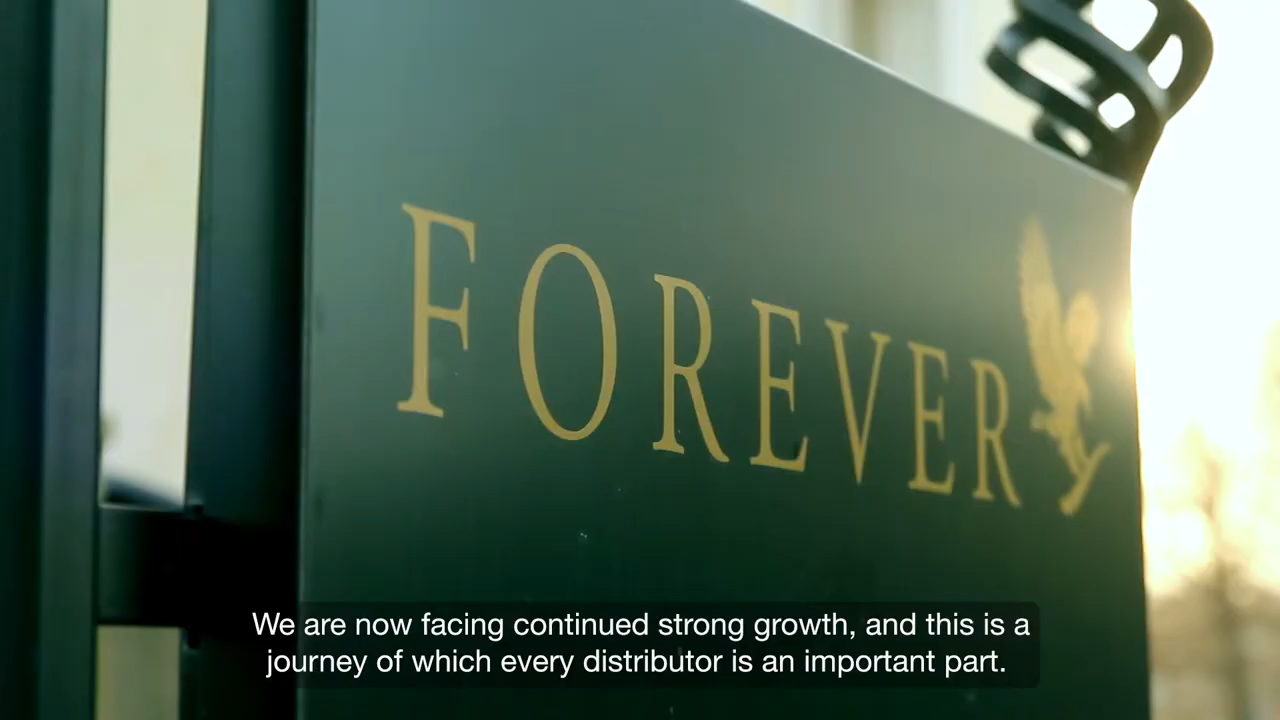 FOREVER
We are now facing continued strong growth, and this is a
journey of which every distributor is an important part.